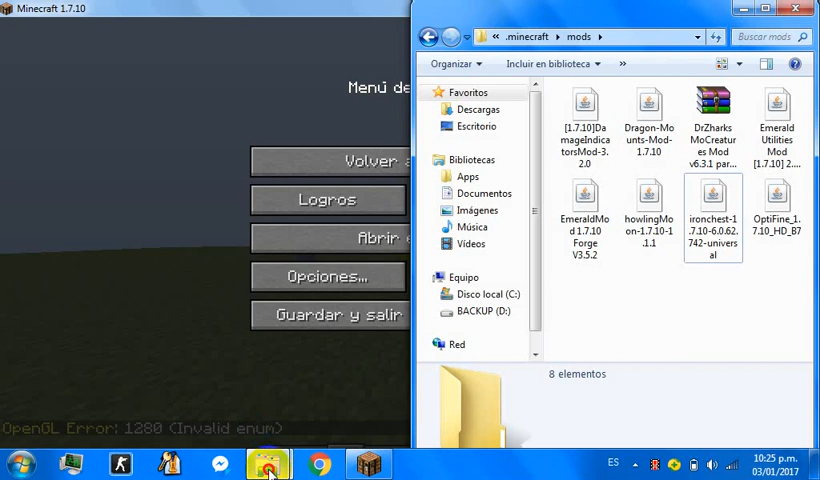 Minecraft 1.7.10
Menú de
Volver a
Logros
Abrir e
Opciones...
Guardar y salir
OpenGL Error: 1280 (Invalid enum)
« .minecraft ▸ mods ▸
Buscar mods
Organizar
Incluir en biblioteca
»
Favoritos
Descargas
Escritorio
Bibliotecas
Apps
Documentos
Imágenes
Música
Vídeos
Equipo
Disco local (C:)
BACKUP (D:)
Red
[1.7.10]Da
mageIndica
torsMod-3.
2.0
Dragon-Mo
unts-Mod-
1.7.10
DrZharks
MoCreatur
es Mod
v6.3.1 par...
Emerald
Utilities
Mod
[1.7.10] 2....
EmeraldMo
d 1.7.10
Forge
V3.5.2
howlingMo
on-1.7.10-1
.1.1
ironchest-1
.7.10-6.0.62.
742-univers
al
OptiFine_1.
7.10_HD_B7
8 elementos
ES
10:25 p.m.
03/01/2017